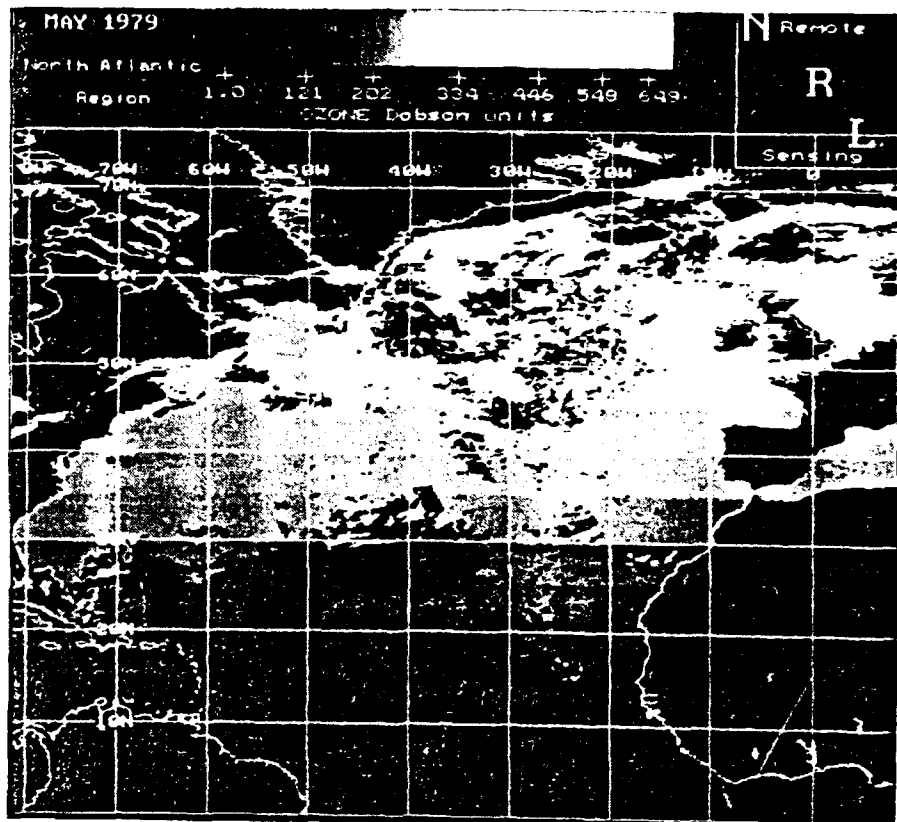 MAY 1979
North Atlantic
Region
1.0 121 202 334 446 548 649
OZONE Dobson units
N Remote
R
L
Sensing
70W 60W 50W 40W 30W 20W 0
70N
60N
50N
20N
10N